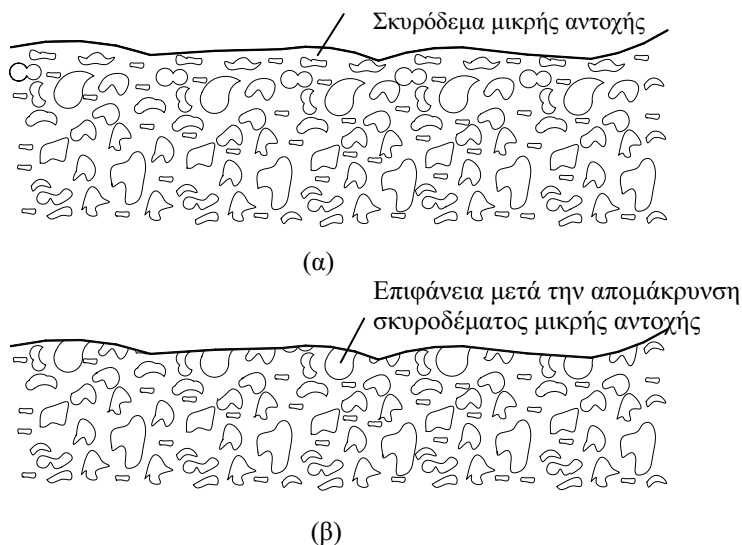 Σκυρόδεμα μικρής αντοχής
(α)
Επιφάνεια μετά την απομάκρυνση
σκυροδέματος μικρής αντοχής
(β)